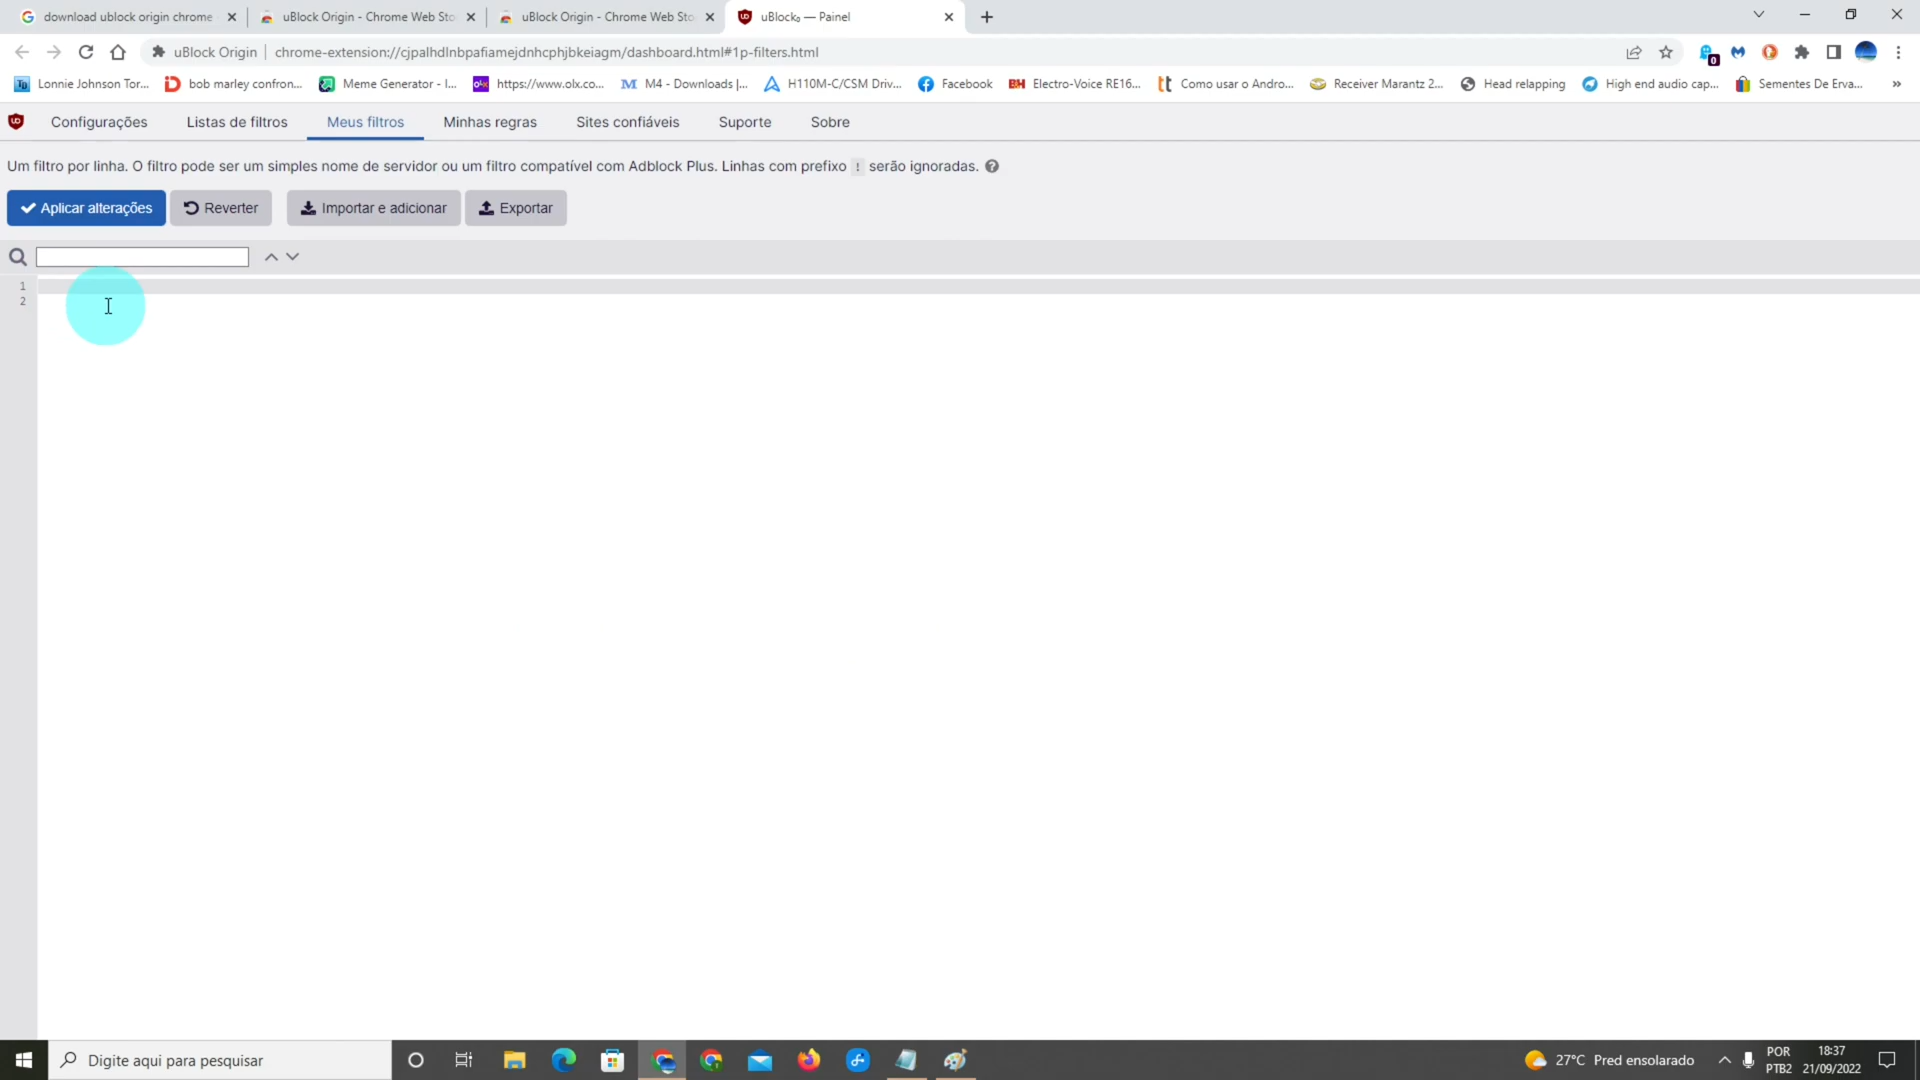 download ublock origin chrome
uBlock Origin - Chrome Web Sto
uBlock Origin - Chrome Web Sto
uBlock₀ — Painel
uBlock Origin
chrome-extension://cjpalhdlnbpafiamejdnhcphjbkeiagm/dashboard.html#1p-filters.html
0
Lonnie Johnson Tor...
bob marley confron...
Meme Generator - I...
https://www.olx.co...
M4 - Downloads |...
H110M-C/CSM Driv...
Facebook
BH Electro-Voice RE16...
Como usar o Andro...
Receiver Marantz 2...
Head relapping
High end audio cap...
Sementes De Erva...
»
Configurações
Listas de filtros
Meus filtros
Minhas regras
Sites confiáveis
Suporte
Sobre
Um filtro por linha. O filtro pode ser um simples nome de servidor ou um filtro compatível com Adblock Plus. Linhas com prefixo ! serão ignoradas.
Aplicar alterações
Reverter
Importar e adicionar
Exportar
1
2
Digite aqui para pesquisar
27°C Pred ensolarado
POR
PTB2
18:37
21/09/2022